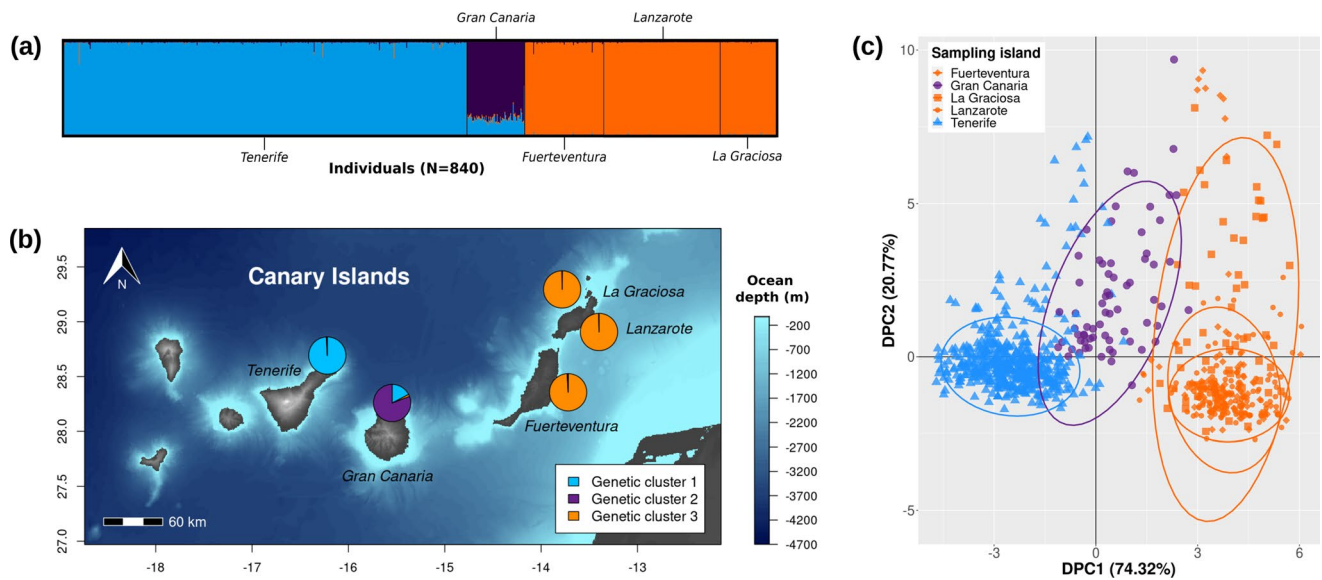 (a)
Gran Canaria
Lanzarote
Tenerife
Fuerteventura
La Graciosa
Individuals (N=840)
(b)
Canary Islands
N
La Graciosa
Lanzarote
Tenerife
Fuerteventura
Gran Canaria
Genetic cluster 1
Genetic cluster 2
Genetic cluster 3
60 km
29.5
29.0
28.5
28.0
27.5
27.0
-18
-17
-16
-15
-14
-13
Ocean
depth (m)
-200
-700
-1200
-1700
-2200
-2700
-3200
-3700
-4200
-4700
(c)
Sampling island
Fuerteventura
Gran Canaria
La Graciosa
Lanzarote
Tenerife
DPC2 (20.77%)
10
5
0
-5
-3
0
3
6
DPC1 (74.32%)